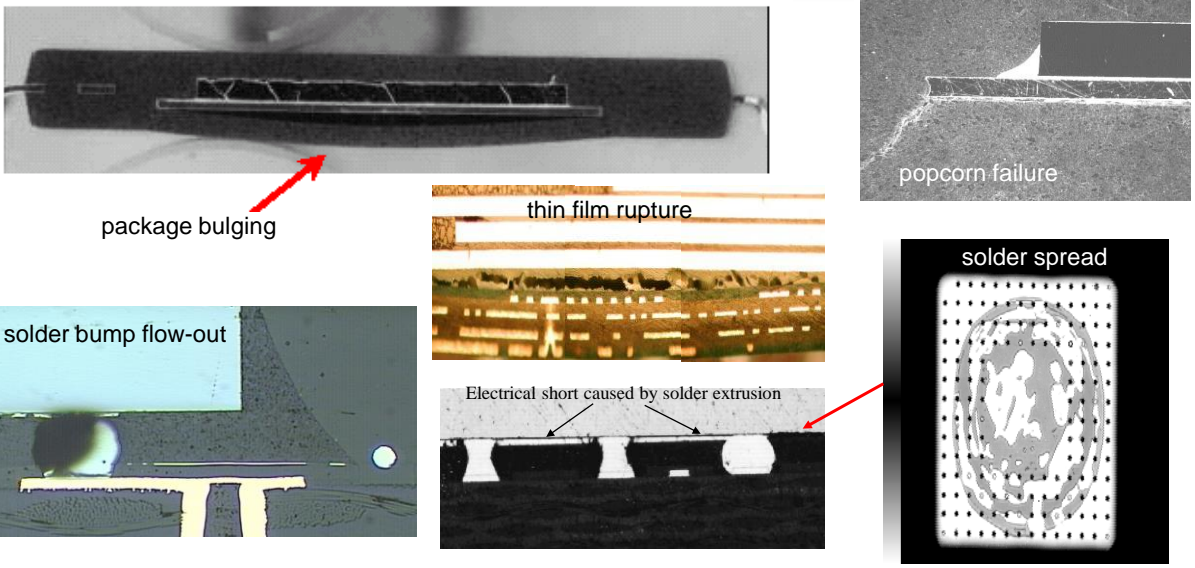 popcorn failure
package bulging
thin film rupture
solder spread
solder bump flow-out
Electrical short caused by solder extrusion